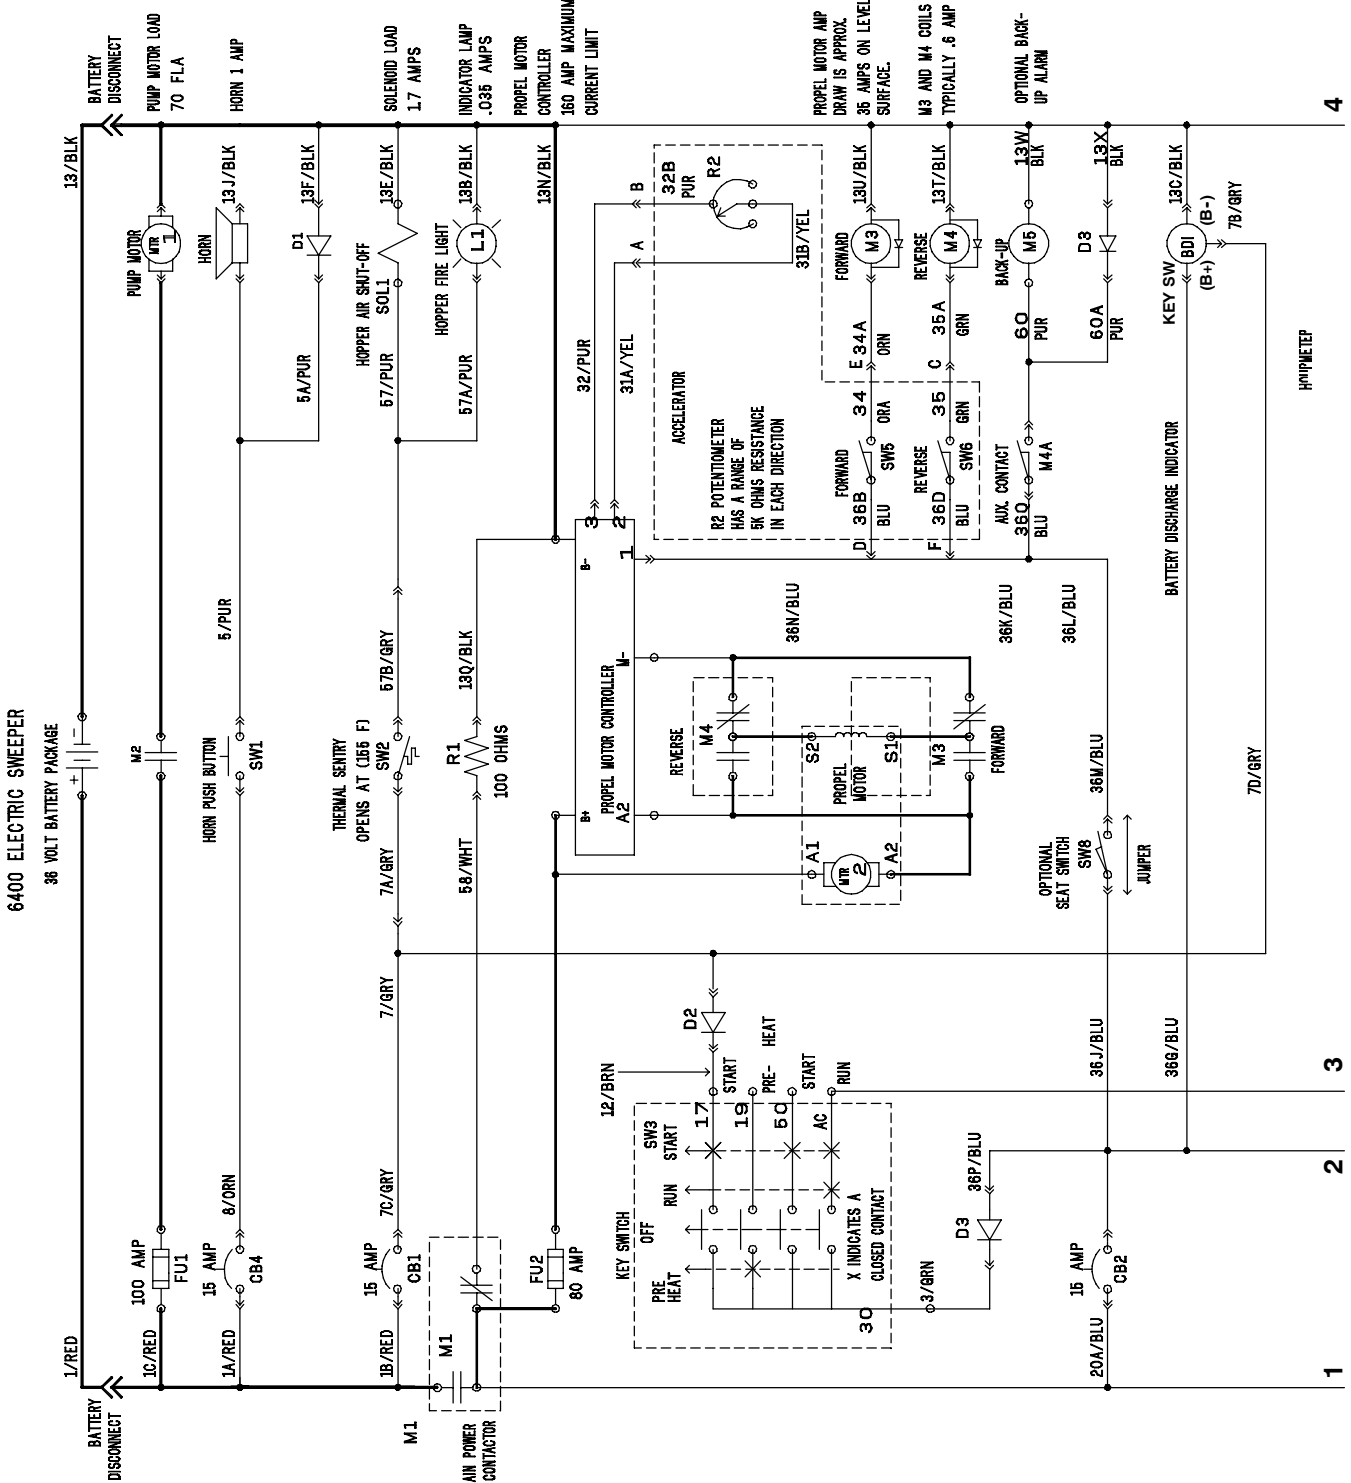 6400 ELECTRIC SWEEPER
36 VOLT BATTERY PACKAGE
+
-
1/RED
13/BLK
BATTERY
DISCONNECT
BATTERY
DISCONNECT
1C/RED
100 AMP
FU1
M2
PUMP MOTOR
MTR
1
PUMP MOTOR LOAD
70 FLA
1A/RED
15 AMP
CB4
8/ORN
HORN PUSH BUTTON
SW1
5/PUR
HORN
13J/BLK
HORN 1 AMP
5A/PUR
D1
13F/BLK
1B/RED
15 AMP
CB1
7C/GRY
7/GRY
7A/GRY
THERMAL SENTRY
OPENS AT (155 F)
SW2
57B/GRY
57/PUR
HOPPER AIR SHUT-OFF
SOL1
13E/BLK
SOLENOID LOAD
1.7 AMPS
57A/PUR
HOPPER FIRE LIGHT
L1
13B/BLK
INDICATOR LAMP
.035 AMPS
M1
AIN POWER
CONTACTOR
M1
58/WHT
R1
100 OHMS
13Q/BLK
FU2
80 AMP
13N/BLK
PROPEL MOTOR
CONTROLLER
160 AMP MAXIMUM
CURRENT LIMIT
B+
B-
PROPEL MOTOR CONTROLLER
A2
M-
1
2
3
32/PUR
31A/YEL
A
B
32B
PUR
R2
31B/YEL
ACCELERATOR
R2 POTENTIOMETER
HAS A RANGE OF
5K OHMS RESISTANCE
IN EACH DIRECTION
PROPEL MOTOR AMP
DRAW IS APPROX.
35 AMPS ON LEVEL
SURFACE.
M3 AND M4 COILS
TYPICALLY .6 AMP
OPTIONAL BACK-
UP ALARM
D
36B
BLU
FORWARD
SW5
34
ORA
E
34A
ORN
FORWARD
M3
13U/BLK
F
36D
BLU
REVERSE
SW6
35
GRN
C
35A
GRN
REVERSE
M4
13T/BLK
36Q
BLU
AUX. CONTACT
M4A
60
PUR
BACK-UP
M5
13W
BLK
60A
PUR
D3
13X
BLK
36N/BLU
36K/BLU
36L/BLU
REVERSE
M4
S2
S1
PROPEL
MOTOR
M3
FORWARD
A1
MTR
2
A2
36M/BLU
OPTIONAL
SEAT SWITCH
SW8
JUMPER
36J/BLU
36G/BLU
BATTERY DISCHARGE INDICATOR
KEY SW
(B+)
BDI
(B-)
13C/BLK
7B/GRY
7D/GRY
12/BRN
D2
KEY SWITCH
SW3
PRE
HEAT
OFF
RUN
START
17
19
50
AC
START
PRE-
HEAT
START
RUN
X INDICATES A
CLOSED CONTACT
30
3/GRN
D3
36P/BLU
15 AMP
CB2
20A/BLU
1
2
3
4